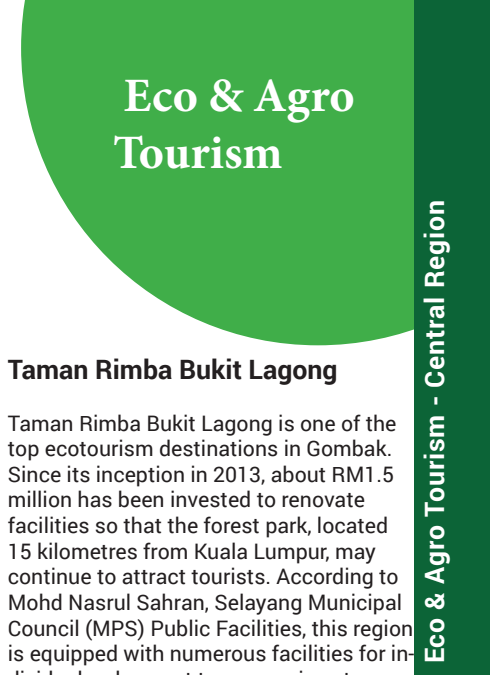 Eco & Agro
Tourism
Taman Rimba Bukit Lagong
Taman Rimba Bukit Lagong is one of the
top ecotourism destinations in Gombak.
Since its inception in 2013, about RM1.5
million has been invested to renovate
facilities so that the forest park, located
15 kilometres from Kuala Lumpur, may
continue to attract tourists. According to
Mohd Nasrul Sahran, Selayang Municipal
Council (MPS) Public Facilities, this region
is equipped with numerous facilities for in-
Eco & Agro Tourism - Central Region